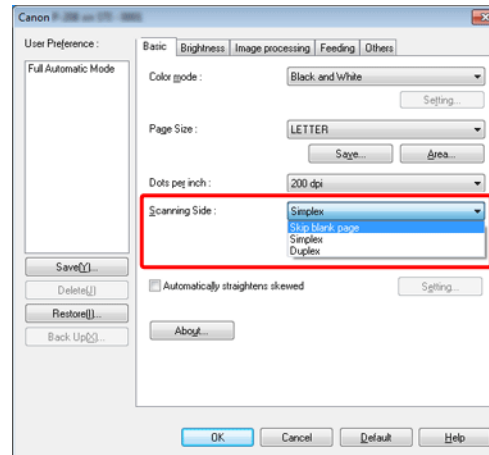 Canon
User Preference :
Full Automatic Mode
Save(Y)...
Delete(J)
Restore(I)...
Back Up(X)...
Basic Brightness Image processing Feeding Others
Color mode : Black and White
Setting...
Page Size : LETTER
Save... Area...
Dots per inch : 200 dpi
Scanning Side : Simplex
Skip blank page
Simplex
Duplex
Automatically straightens skewed Setting...
About...
OK Cancel Default Help